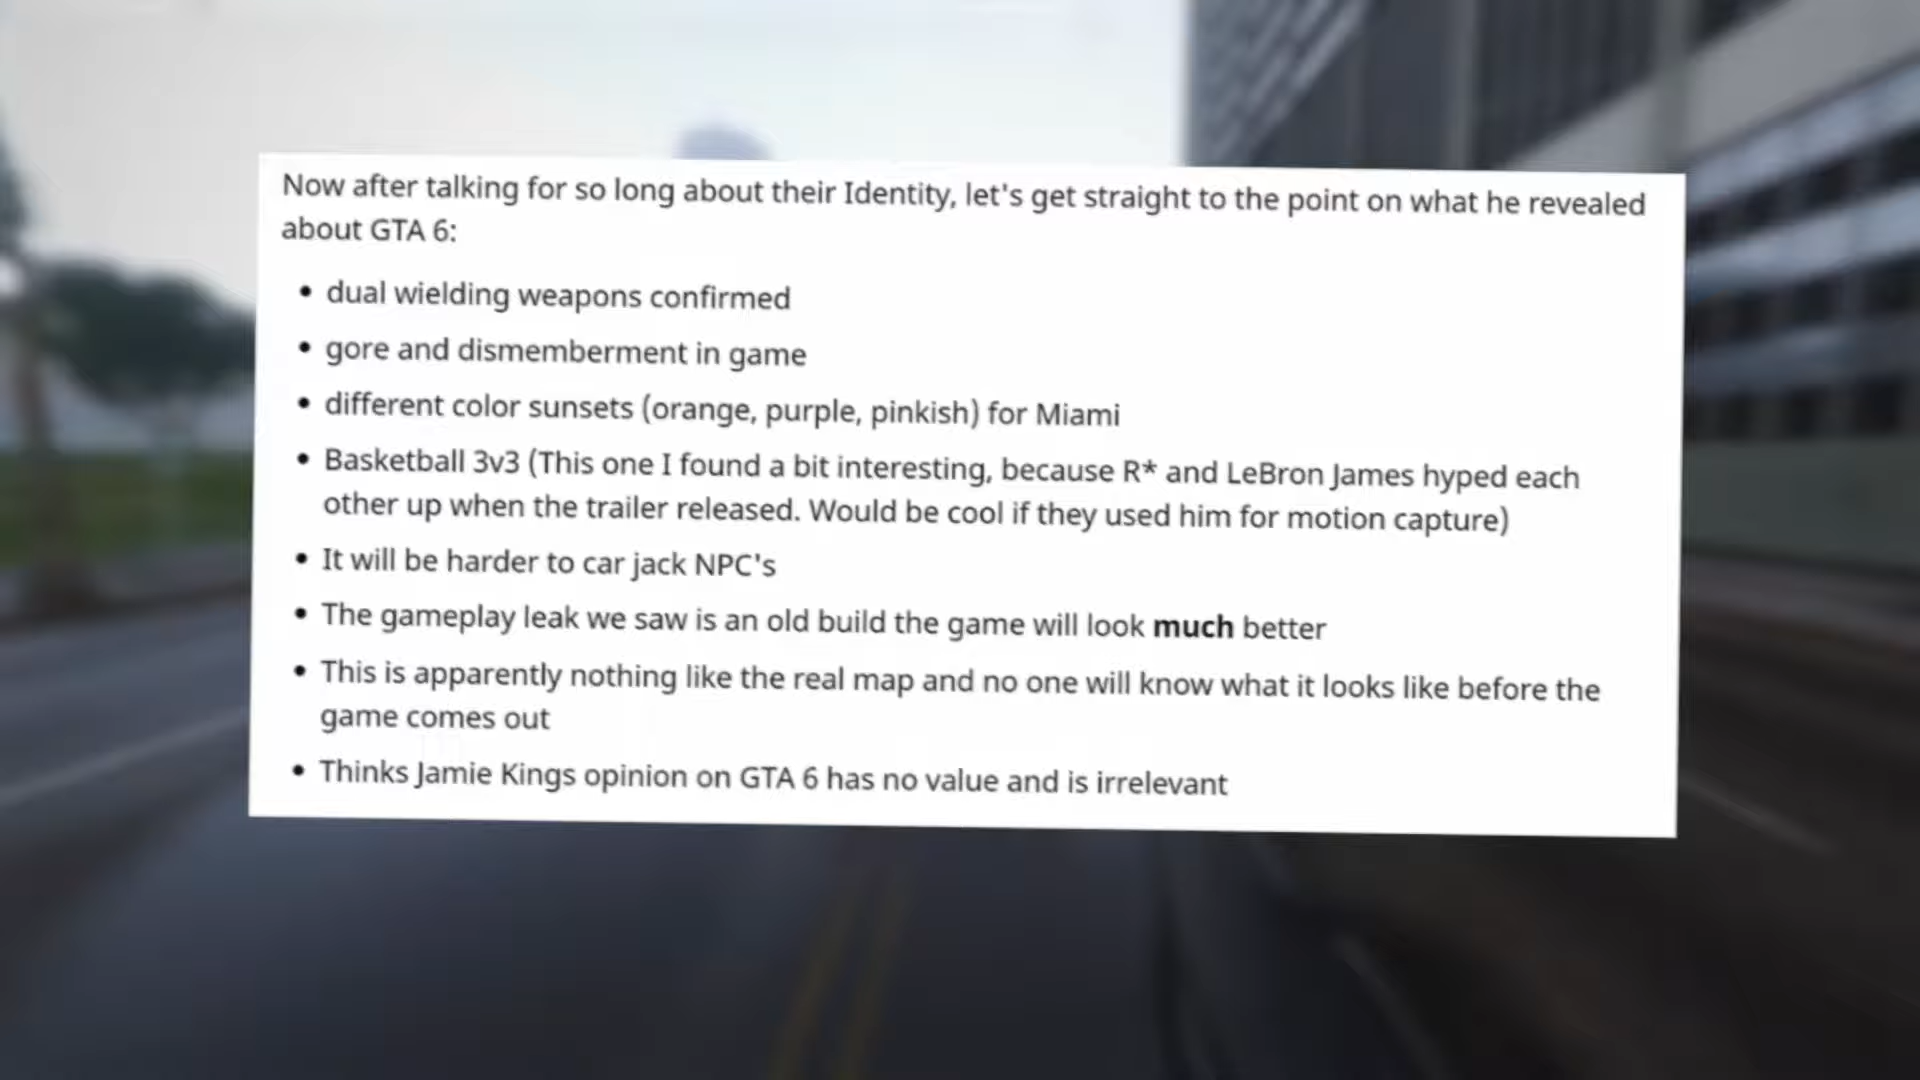 Now after talking for so long about their Identity, let's get straight to the point on what he revealed
about GTA 6:
• dual wielding weapons confirmed
• gore and dismemberment in game
• different color sunsets (orange, purple, pinkish) for Miami
• Basketball 3v3 (This one I found a bit interesting, because R* and LeBron James hyped each
other up when the trailer released. Would be cool if they used him for motion capture)
• It will be harder to car jack NPC's
• The gameplay leak we saw is an old build the game will look much better
• This is apparently nothing like the real map and no one will know what it looks like before the
game comes out
• Thinks Jamie Kings opinion on GTA 6 has no value and is irrelevant